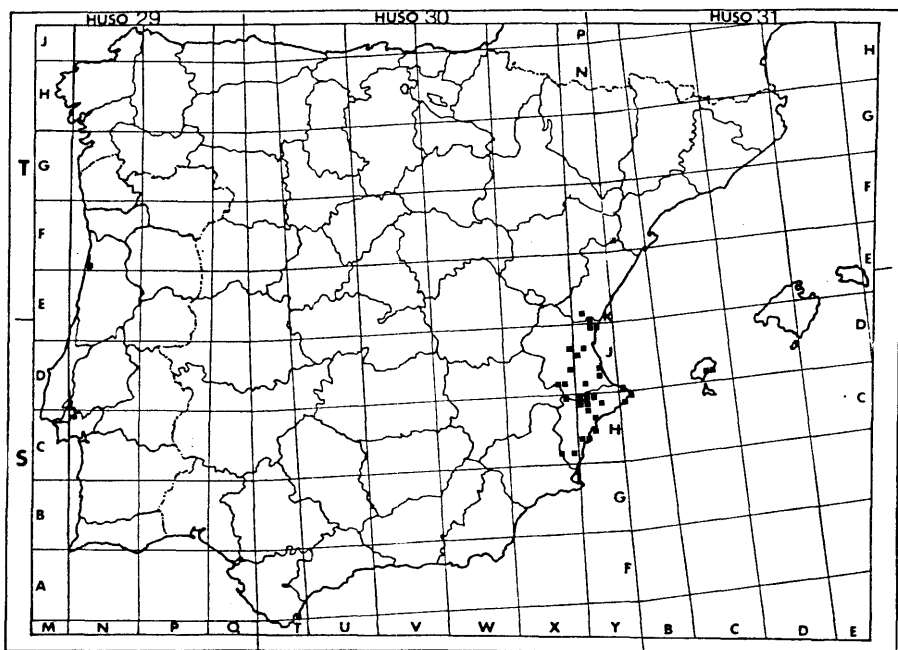 HUSO 29 HUSO 30 HUSO 31
J P H
N
H G
T G F
F E
E K D
D J C
S C H
B G
A F
M N P Q T U V W X Y B C D E